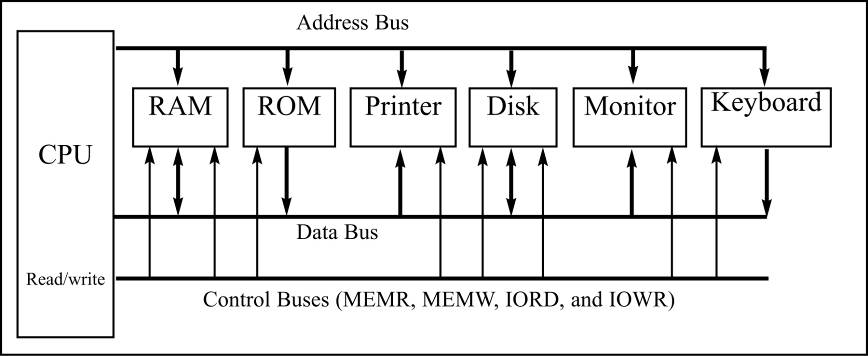 Address Bus
RAM
ROM
Printer
Disk
Monitor
Keyboard
CPU
Data Bus
Read/write
Control Buses (MEMR, MEMW, IORD, and IOWR)